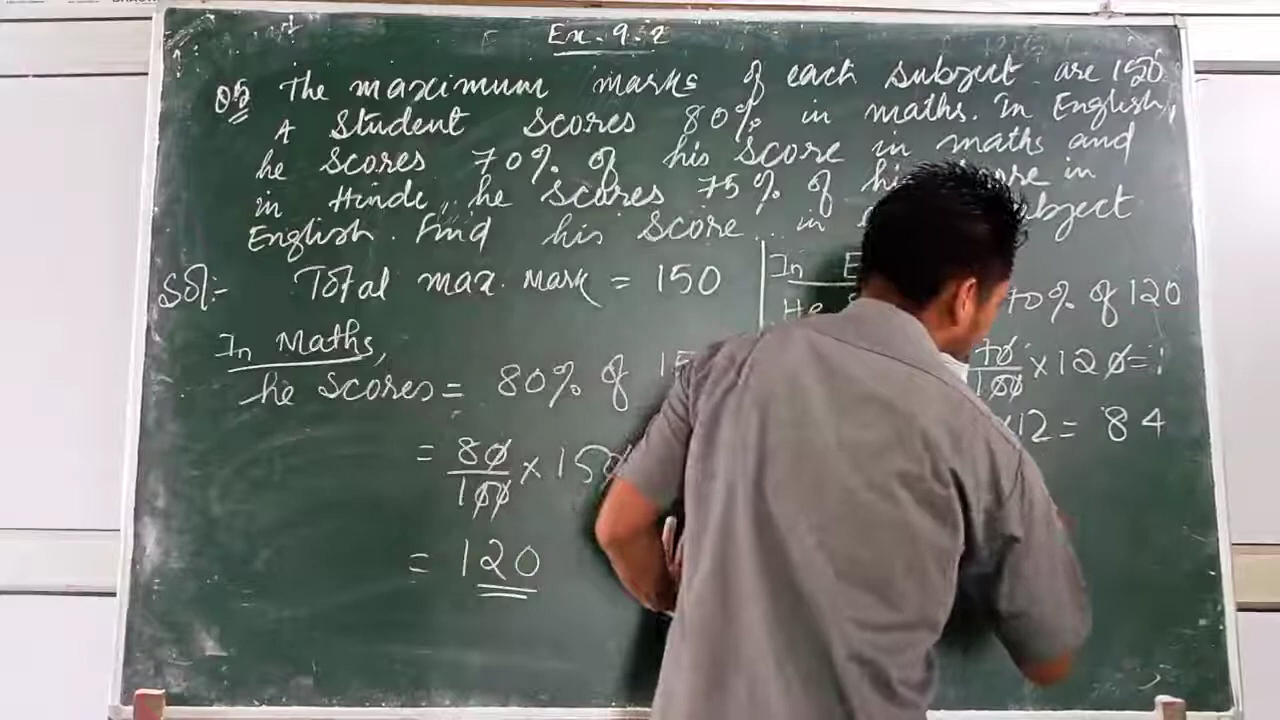 Ex. 9.2
Q5 The maximum marks of each subject are 150.
A Student Scores 80% in maths. In English,
he scores 70% of his score in maths and
in Hinde, he scores 75% of in
English. Find his Score in
Sol:- Total max. Mark = 150
In Maths,
he Scores = 80% of
= 80/100 × 150
= 120
In
He 70% of 120
70/100 × 120 =
12 = 84